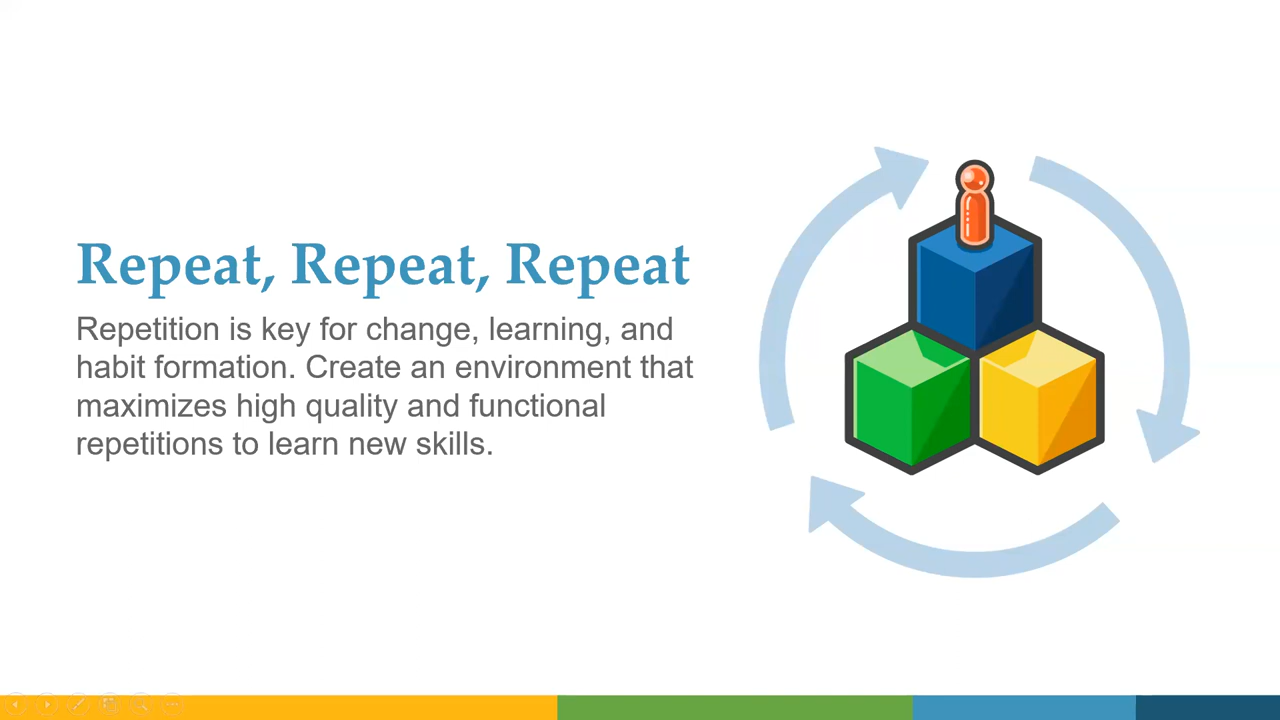 Repeat, Repeat, Repeat
Repetition is key for change, learning, and
habit formation. Create an environment that
maximizes high quality and functional
repetitions to learn new skills.